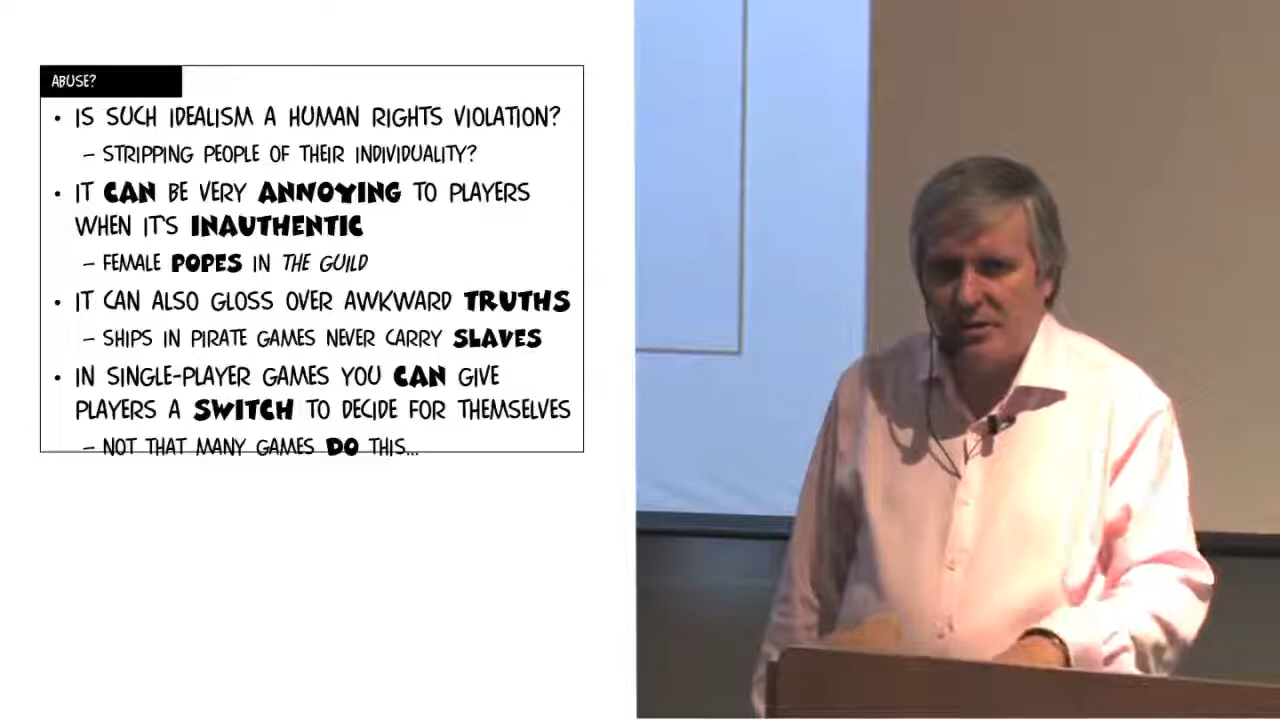 ABUSE?
• IS SUCH IDEALISM A HUMAN RIGHTS VIOLATION?
– STRIPPING PEOPLE OF THEIR INDIVIDUALITY?
• IT CAN BE VERY ANNOYING TO PLAYERS
WHEN IT'S INAUTHENTIC
– FEMALE POPES IN THE GUILD
• IT CAN ALSO GLOSS OVER AWKWARD TRUTHS
– SHIPS IN PIRATE GAMES NEVER CARRY SLAVES
• IN SINGLE-PLAYER GAMES YOU CAN GIVE
PLAYERS A SWITCH TO DECIDE FOR THEMSELVES
– NOT THAT MANY GAMES DO THIS...